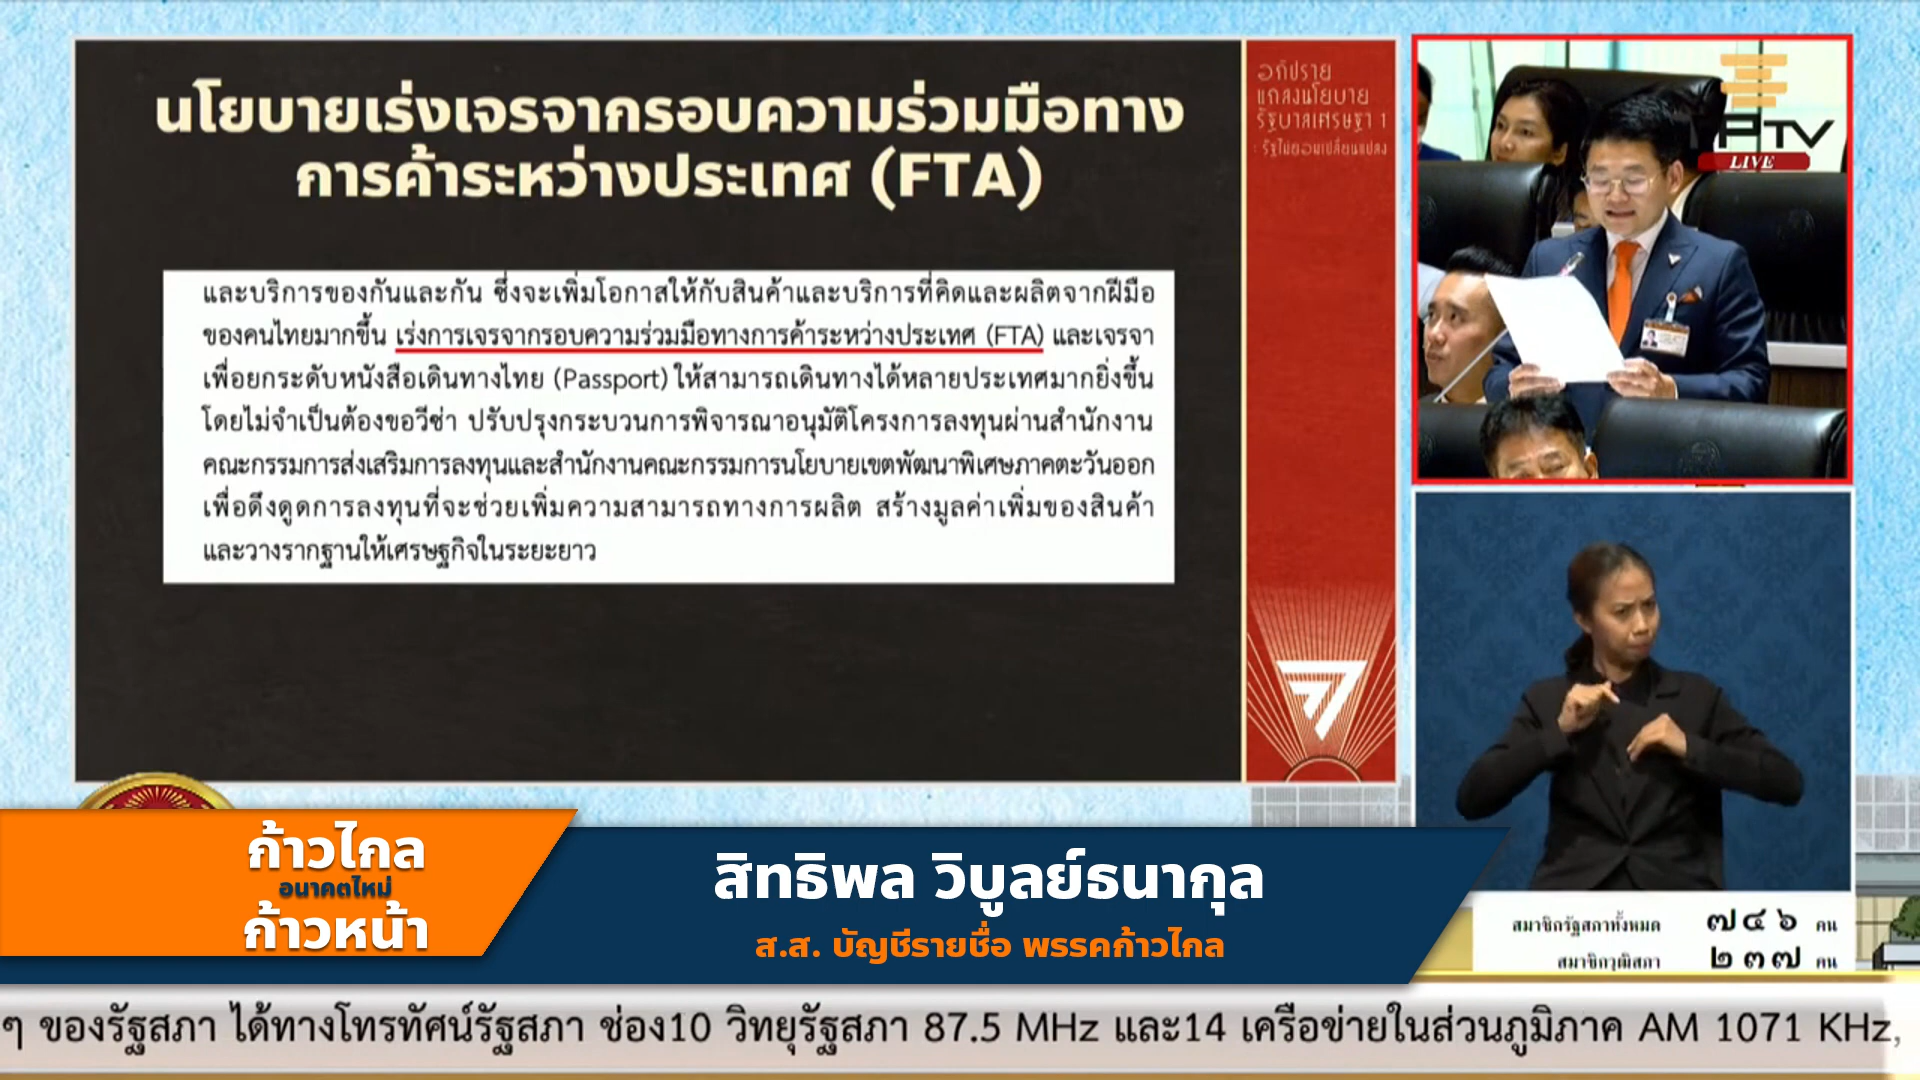 นโยบายเร่งเจรจากรอบความร่วมมือทาง
การค้าระหว่างประเทศ (FTA)
และบริการของกันและกัน ซึ่งจะเพิ่มโอกาสให้กับสินค้าและบริการที่คิดและผลิตจากฝีมือ
ของคนไทยมากขึ้น เร่งการเจรจากรอบความร่วมมือทางการค้าระหว่างประเทศ (FTA) และเจรจา
เพื่อยกระดับหนังสือเดินทางไทย (Passport) ให้สามารถเดินทางได้หลายประเทศมากยิ่งขึ้น
โดยไม่จำเป็นต้องขอวีซ่า ปรับปรุงกระบวนการพิจารณาอนุมัติโครงการลงทุนผ่านสำนักงาน
คณะกรรมการส่งเสริมการลงทุนและสำนักงานคณะกรรมการนโยบายเขตพัฒนาพิเศษภาคตะวันออก
เพื่อดึงดูดการลงทุนที่จะช่วยเพิ่มความสามารถทางการผลิต สร้างมูลค่าเพิ่มของสินค้า
และวางรากฐานให้เศรษฐกิจในระยะยาว
อภิปราย
แถลงนโยบาย
รัฐบาลเศรษฐา 1
: รัฐไม่ยอมเปลี่ยนแปลง
PTV
LIVE
ก้าวไกล
อนาคตใหม่
ก้าวหน้า
สิทธิพล วิบูลย์ธนากุล
ส.ส. บัญชีรายชื่อ พรรคก้าวไกล
สมาชิกรัฐสภาทั้งหมด ๗๔๖ คน
สมาชิกวุฒิสภา ๒๓๗ คน
ๆ ของรัฐสภา ได้ทางโทรทัศน์รัฐสภา ช่อง10 วิทยุรัฐสภา 87.5 MHz และ14 เครือข่ายในส่วนภูมิภาค AM 1071 KHz,